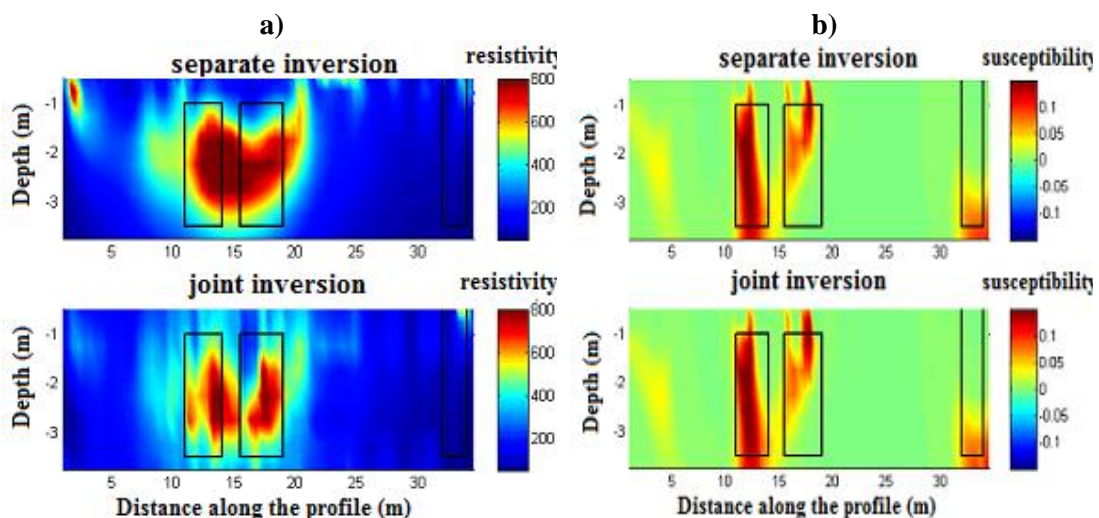 a)
separate inversion
resistivity
Depth (m)
-1
-2
-3
5 10 15 20 25 30
800
600
400
200
joint inversion
resistivity
Depth (m)
-1
-2
-3
5 10 15 20 25 30
800
600
400
200
Distance along the profile (m)
b)
separate inversion
susceptibility
Depth (m)
-1
-2
-3
5 10 15 20 25 30
0.1
0.05
0
-0.05
-0.1
joint inversion
susceptibility
Depth (m)
-1
-2
-3
5 10 15 20 25 30
0.1
0.05
0
-0.05
-0.1
Distance along the profile (m)